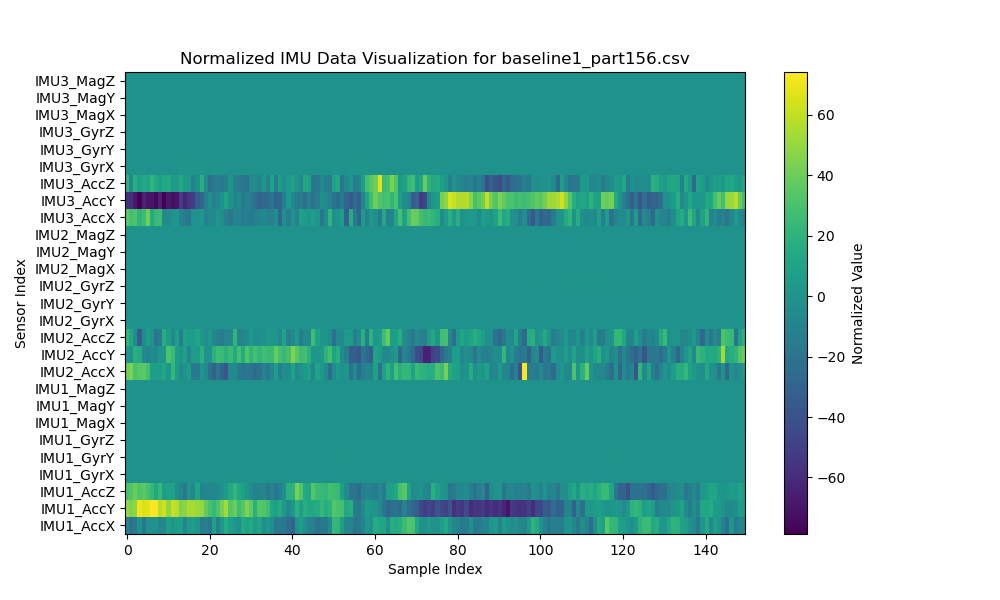 Normalized IMU Data Visualization for baseline1_part156.csv
IMU3_MagZ
IMU3_MagY
IMU3_MagX
IMU3_GyrZ
IMU3_GyrY
IMU3_GyrX
IMU3_AccZ
IMU3_AccY
IMU3_AccX
IMU2_MagZ
IMU2_MagY
IMU2_MagX
IMU2_GyrZ
IMU2_GyrY
IMU2_GyrX
IMU2_AccZ
IMU2_AccY
IMU2_AccX
IMU1_MagZ
IMU1_MagY
IMU1_MagX
IMU1_GyrZ
IMU1_GyrY
IMU1_GyrX
IMU1_AccZ
IMU1_AccY
IMU1_AccX
Sensor Index
0 20 40 60 80 100 120 140
Sample Index
60
40
20
0
−20
−40
−60
Normalized Value